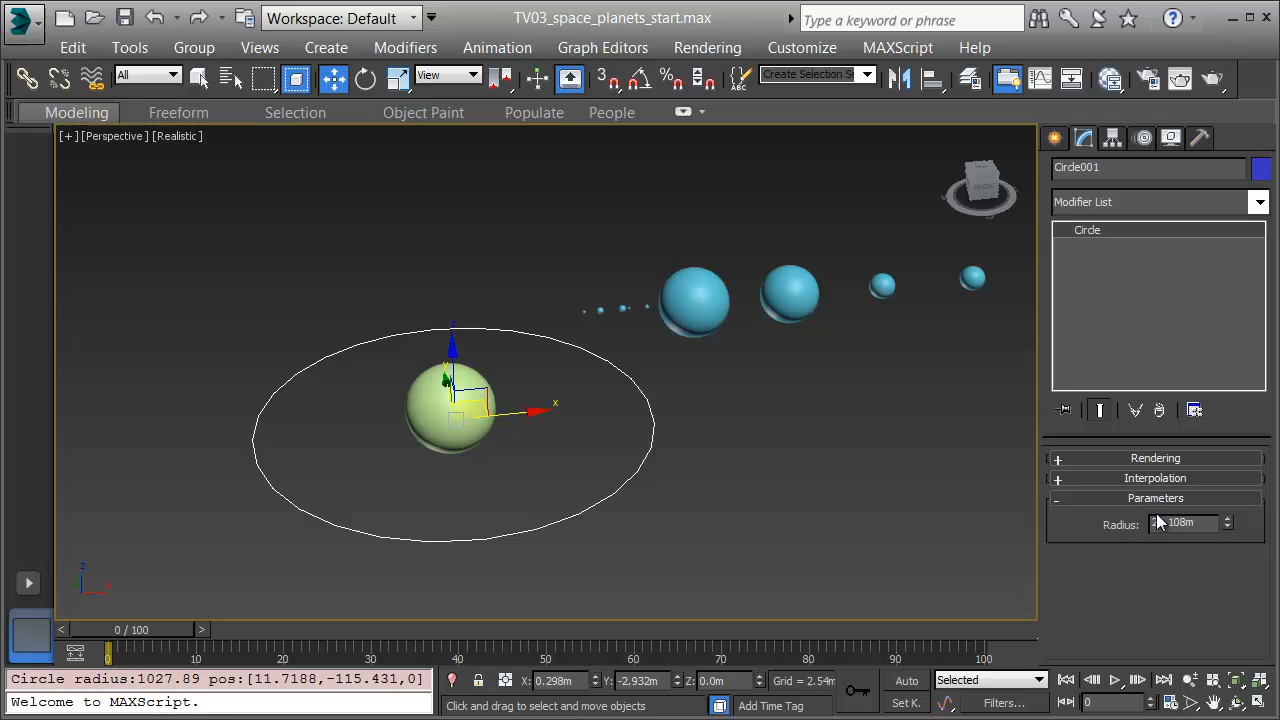 Workspace: Default
TV03_space_planets_start.max
Type a keyword or phrase
Edit Tools Group Views Create Modifiers Animation Graph Editors Rendering Customize MAXScript Help
All View Create Selection Se
ABC
Modeling Freeform Selection Object Paint Populate People
[+][Perspective][Realistic]
Circle001
Modifier List
Circle
z
y
x
Rendering
Interpolation
Parameters
Radius: 108m
z
0 / 100
0 10 20 30 40 50 60 70 80 90 100
Circle radius:1027.89 pos:[11.7188,-115.431,0]
X: 0.298m Y: -2.932m Z: 0.0m Grid = 2.54m Auto Selected
Welcome to MAXScript.
Click and drag to select and move objects Add Time Tag Set K. Filters... 0